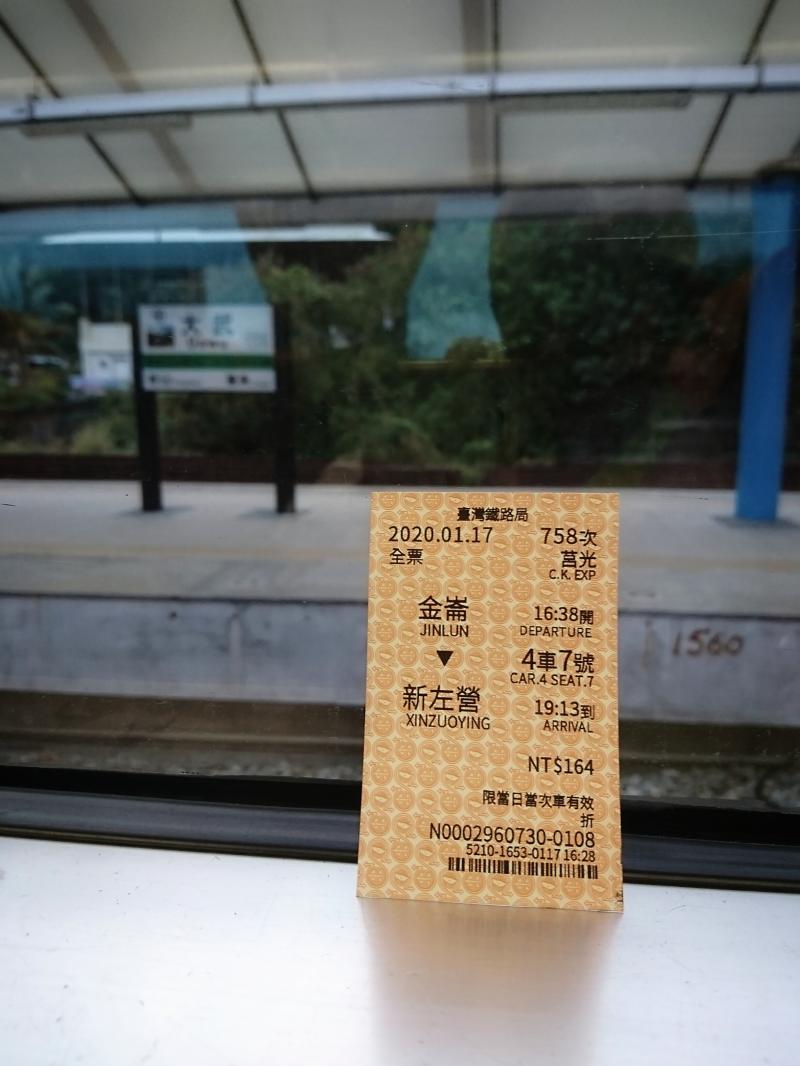 大武
Dawu
臺灣鐵路局
2020.01.17 758次
全票 莒光
C.K. EXP
金崙 16:38開
JINLUN DEPARTURE
▼ 4車7號
CAR.4 SEAT.7
新左營 19:13到
XINZUOYING ARRIVAL
NT$164
限當日當次車有效
折
N0002960730-0108
5210-1653-0117 16:28
1560